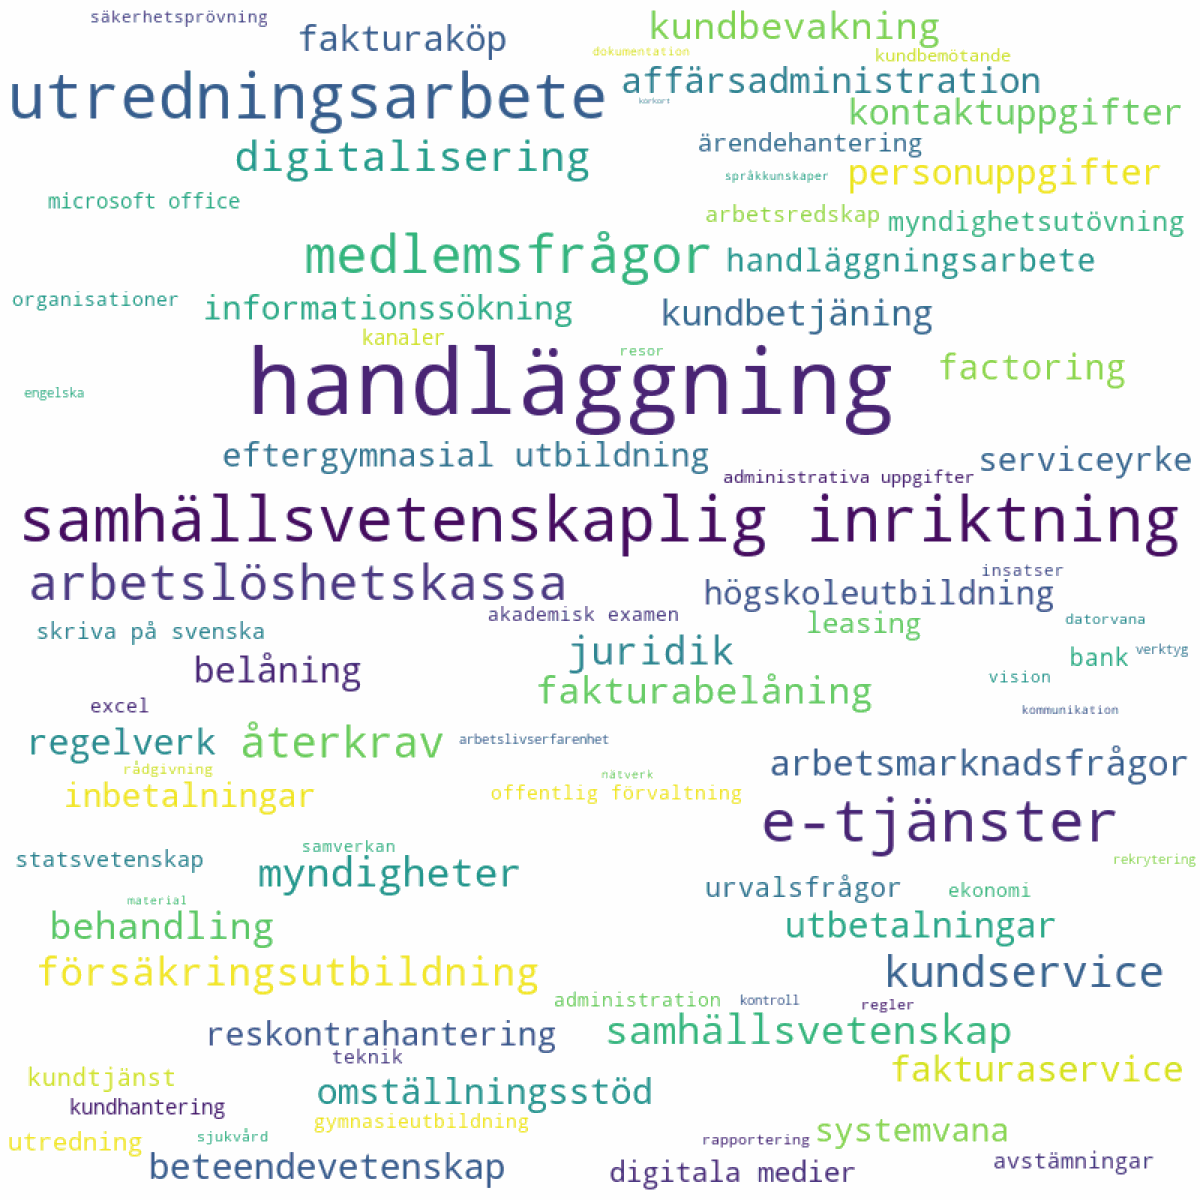 säkerhetsprövning
fakturaköp
kundbevakning
dokumentation
kundbemötande
utredningsarbete
affärsadministration
körkort
kontaktuppgifter
digitalisering
ärendehantering
personuppgifter
språkkunskaper
microsoft office
arbetsredskap
myndighetsutövning
medlemsfrågor
handläggningsarbete
organisationer
informationssökning
kundbetjäning
kanaler
resor
handläggning
factoring
engelska
eftergymnasial utbildning
serviceyrke
administrativa uppgifter
samhällsvetenskaplig inriktning
arbetslöshetskassa
insatser
högskoleutbildning
akademisk examen
leasing
datorvana
skriva på svenska
juridik
bank
verktyg
belåning
vision
fakturabelåning
excel
kommunikation
regelverk
återkrav
arbetslivserfarenhet
arbetsmarknadsfrågor
rådgivning
nätverk
inbetalningar
offentlig förvaltning
e-tjänster
samverkan
statsvetenskap
myndigheter
rekrytering
urvalsfrågor
ekonomi
material
behandling
utbetalningar
försäkringsutbildning
kundservice
administration
kontroll
regler
reskontrahantering
samhällsvetenskap
teknik
fakturaservice
kundtjänst
omställningsstöd
kundhantering
gymnasieutbildning
utredning
sjukvård
rapportering
systemvana
beteendevetenskap
digitala medier
avstämningar